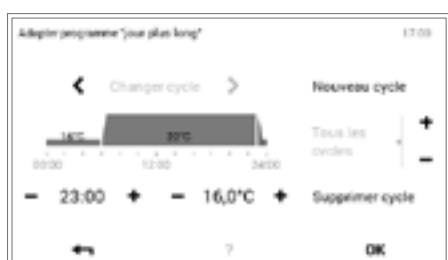 Adapter programme "jour plus long" 17:00
Changer cycle
Nouveau cycle
16°C 20°C
Tous les
cycles
00:00 12:00 24:00
– 23:00 + – 16,0°C + Supprimer cycle
? OK